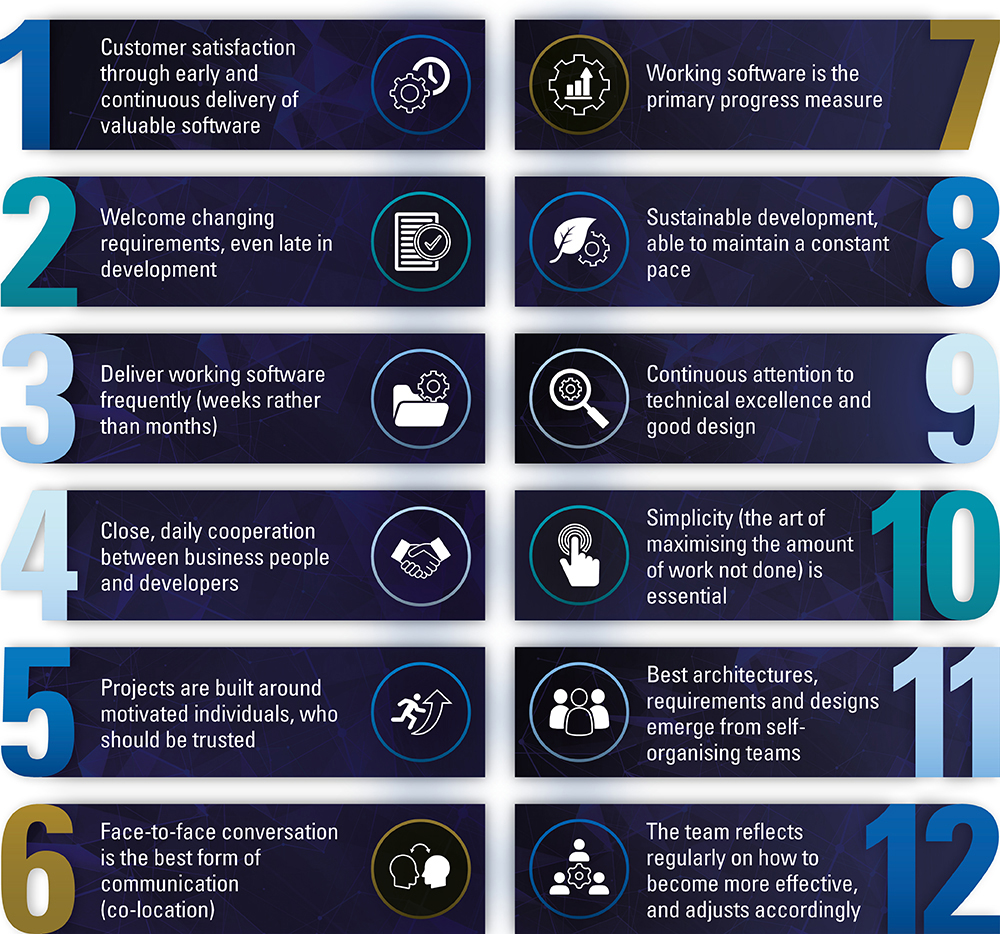 1
Customer satisfaction
through early and
continuous delivery of
valuable software
2
Welcome changing
requirements, even late in
development
3
Deliver working software
frequently (weeks rather
than months)
4
Close, daily cooperation
between business people
and developers
5
Projects are built around
motivated individuals, who
should be trusted
6
Face-to-face conversation
is the best form of
communication
(co-location)
7
Working software is the
primary progress measure
8
Sustainable development,
able to maintain a constant
pace
9
Continuous attention to
technical excellence and
good design
10
Simplicity (the art of
maximising the amount
of work not done) is
essential
11
Best architectures,
requirements and designs
emerge from self-
organising teams
12
The team reflects
regularly on how to
become more effective,
and adjusts accordingly